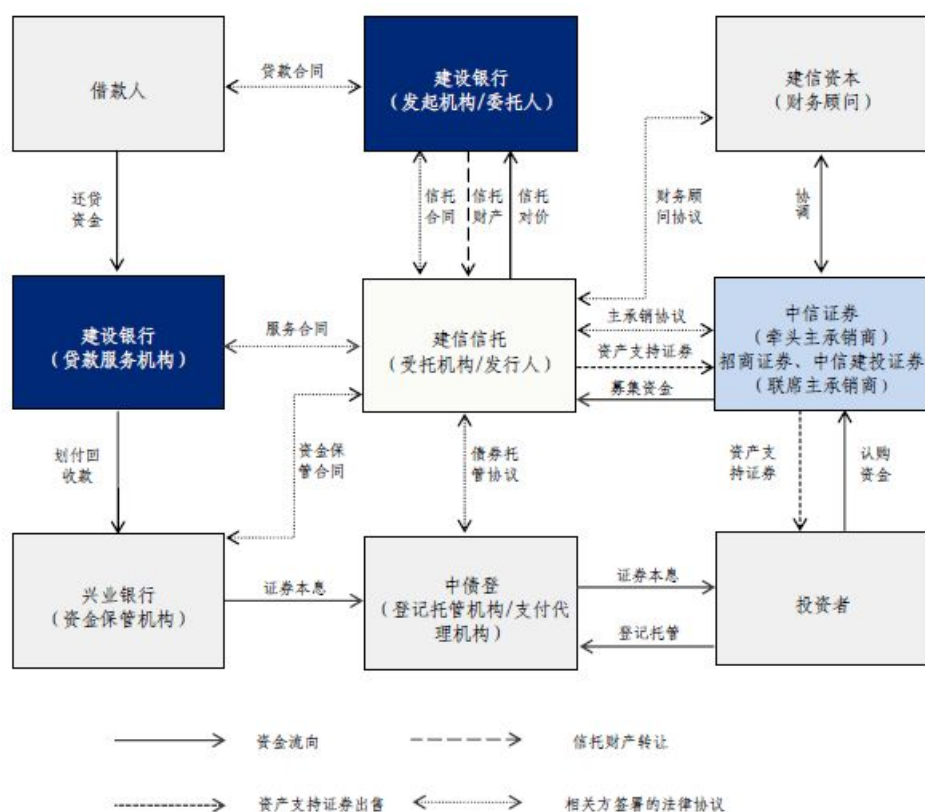 借款人
贷款合同
建设银行
（发起机构/委托人）
建信资本
（财务顾问）
还贷
资金
信托
合同
信托
财产
信托
对价
财务顾
问协议
协
调
建设银行
（贷款服务机构）
服务合同
建信信托
（受托机构/发行人）
主承销协议
资产支持证券
募集资金
中信证券
（牵头主承销商）
招商证券、中信建投证券
（联席主承销商）
划付回
收款
资金保
管合同
债券托
管协议
资产支
持证券
认购
资金
兴业银行
（资金保管机构）
证券本息
中债登
（登记托管机构/支付代
理机构）
证券本息
登记托管
投资者
资金流向
信托财产转让
资产支持证券出售
相关方签署的法律协议